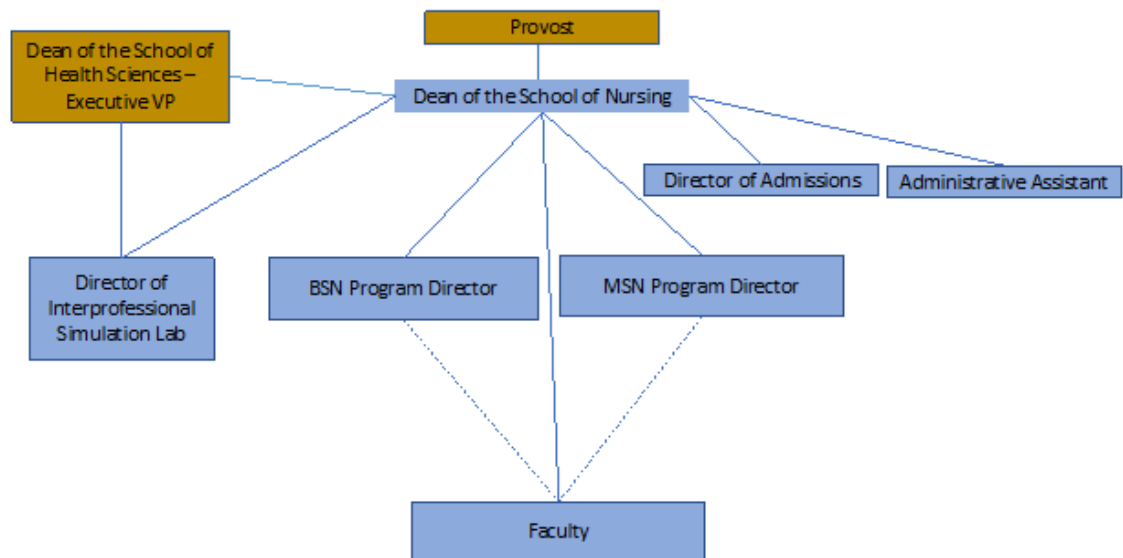 Provost
Dean of the School of
Health Sciences –
Executive VP
Dean of the School of Nursing
Director of Admissions
Administrative Assistant
Director of
Interprofessional
Simulation Lab
BSN Program Director
MSN Program Director
Faculty